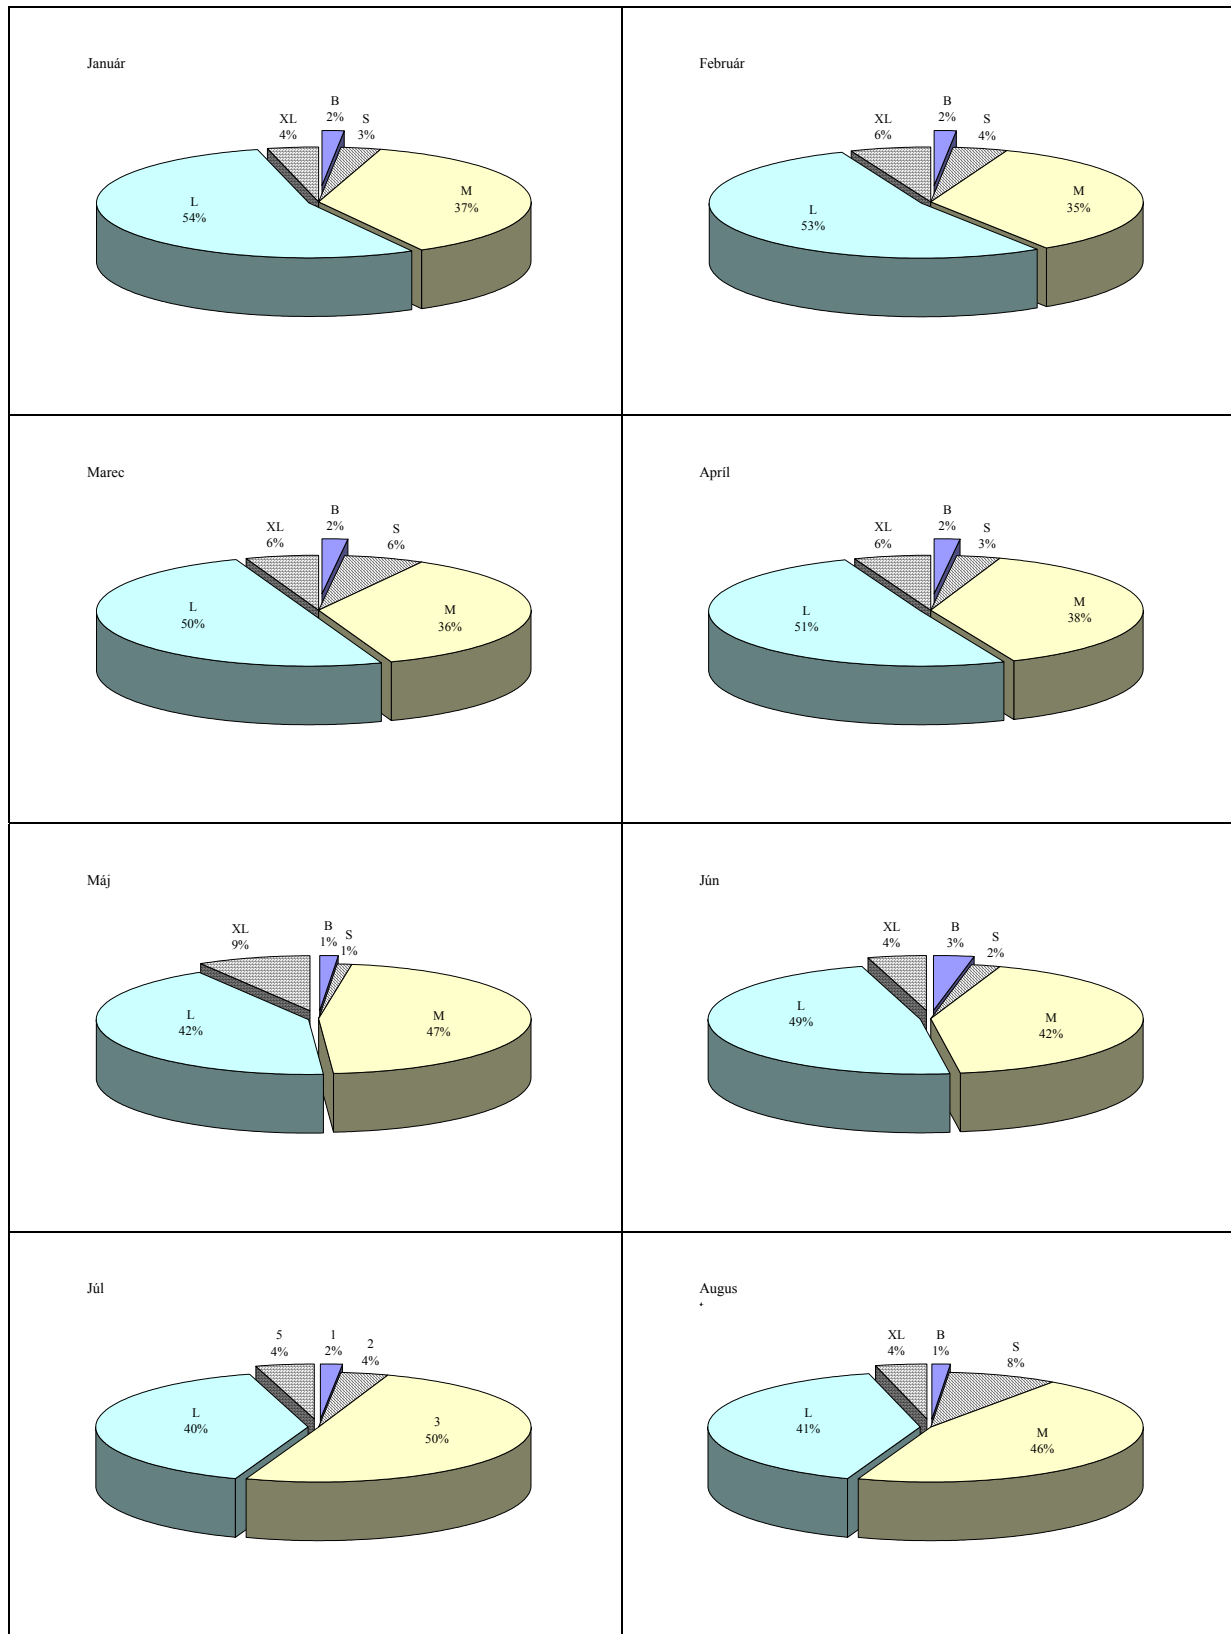 Január
B
2%
S
3%
XL
4%
M
37%
L
54%
Február
B
2%
S
4%
XL
6%
M
35%
L
53%
Marec
B
2%
S
6%
XL
6%
M
36%
L
50%
Apríl
B
2%
S
3%
XL
6%
M
38%
L
51%
Máj
B
1%
S
1%
XL
9%
M
47%
L
42%
Jún
B
3%
S
2%
XL
4%
M
42%
L
49%
Júl
1
2%
2
4%
5
4%
3
50%
L
40%
Augus
B
1%
S
8%
XL
4%
M
46%
L
41%